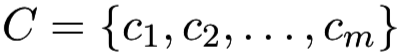 C = {c₁, c₂, . . . , cₘ}